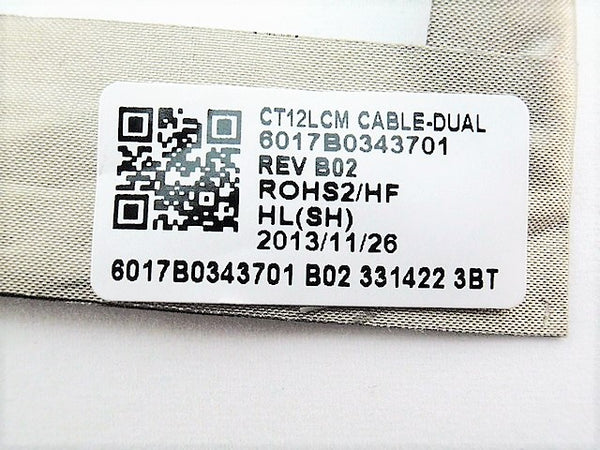 CT12LCM CABLE-DUAL
6017B0343701
REV B02
ROHS2/HF
HL(SH)
2013/11/26
6017B0343701 B02 331422 3BT